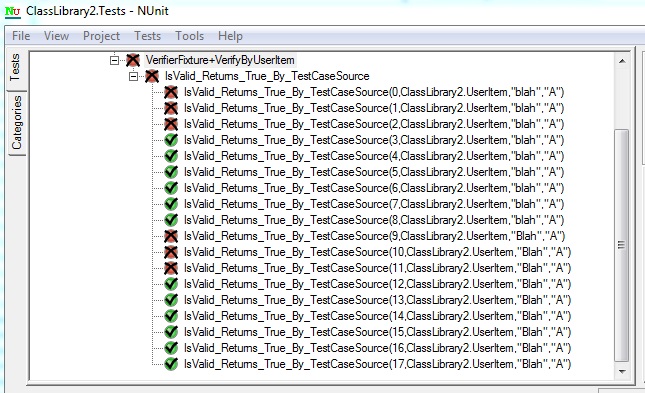 Nu ClassLibrary2.Tests - NUnit
File View Project Tests Tools Help
Tests
Categories
VerifierFixture+VerifyByUserItem
IsValid_Returns_True_By_TestCaseSource
IsValid_Returns_True_By_TestCaseSource(0,ClassLibrary2.UserItem,"blah","A")
IsValid_Returns_True_By_TestCaseSource(1,ClassLibrary2.UserItem,"blah","A")
IsValid_Returns_True_By_TestCaseSource(2,ClassLibrary2.UserItem,"blah","A")
IsValid_Returns_True_By_TestCaseSource(3,ClassLibrary2.UserItem,"blah","A")
IsValid_Returns_True_By_TestCaseSource(4,ClassLibrary2.UserItem,"blah","A")
IsValid_Returns_True_By_TestCaseSource(5,ClassLibrary2.UserItem,"blah","A")
IsValid_Returns_True_By_TestCaseSource(6,ClassLibrary2.UserItem,"blah","A")
IsValid_Returns_True_By_TestCaseSource(7,ClassLibrary2.UserItem,"blah","A")
IsValid_Returns_True_By_TestCaseSource(8,ClassLibrary2.UserItem,"blah","A")
IsValid_Returns_True_By_TestCaseSource(9,ClassLibrary2.UserItem,"Blah","A")
IsValid_Returns_True_By_TestCaseSource(10,ClassLibrary2.UserItem,"Blah","A")
IsValid_Returns_True_By_TestCaseSource(11,ClassLibrary2.UserItem,"Blah","A")
IsValid_Returns_True_By_TestCaseSource(12,ClassLibrary2.UserItem,"Blah","A")
IsValid_Returns_True_By_TestCaseSource(13,ClassLibrary2.UserItem,"Blah","A")
IsValid_Returns_True_By_TestCaseSource(14,ClassLibrary2.UserItem,"Blah","A")
IsValid_Returns_True_By_TestCaseSource(15,ClassLibrary2.UserItem,"Blah","A")
IsValid_Returns_True_By_TestCaseSource(16,ClassLibrary2.UserItem,"Blah","A")
IsValid_Returns_True_By_TestCaseSource(17,ClassLibrary2.UserItem,"Blah","A")